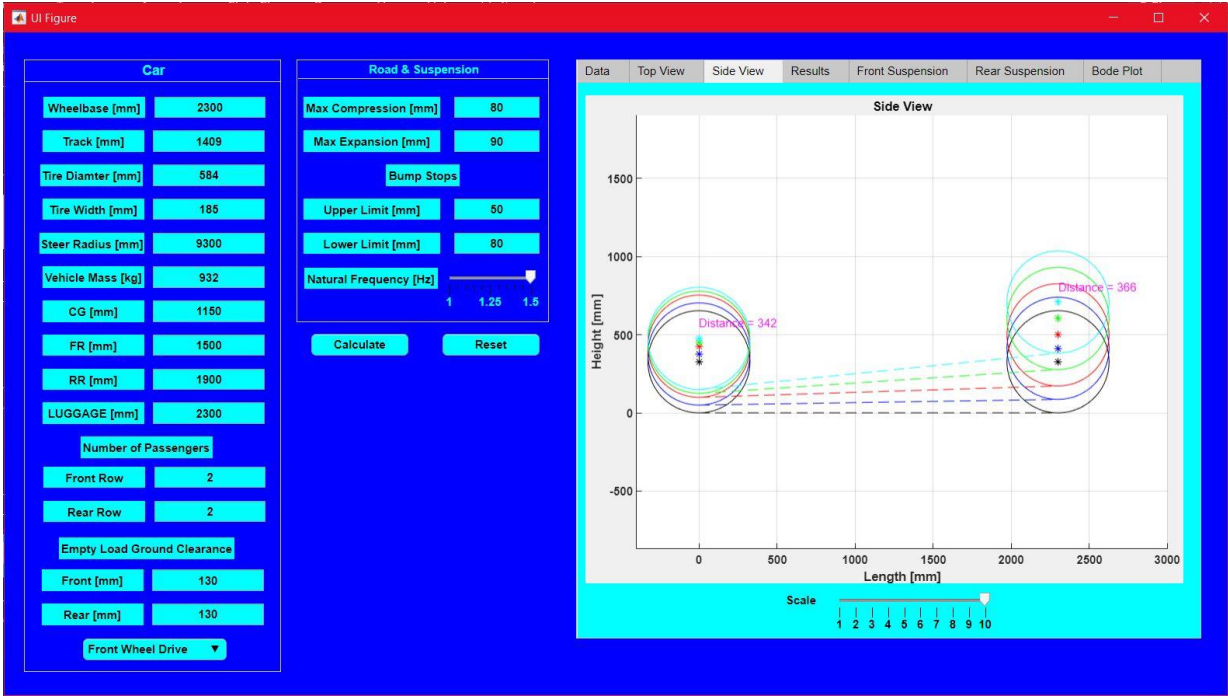 UI Figure
Car
Wheelbase [mm] 2300
Track [mm] 1409
Tire Diamter [mm] 584
Tire Width [mm] 185
Steer Radius [mm] 9300
Vehicle Mass [kg] 932
CG [mm] 1150
FR [mm] 1500
RR [mm] 1900
LUGGAGE [mm] 2300
Number of Passengers
Front Row 2
Rear Row 2
Empty Load Ground Clearance
Front [mm] 130
Rear [mm] 130
Front Wheel Drive
Road & Suspension
Max Compression [mm] 80
Max Expansion [mm] 90
Bump Stops
Upper Limit [mm] 50
Lower Limit [mm] 80
Natural Frequency [Hz]
1 1.25 1.5
Calculate Reset
Data Top View Side View Results Front Suspension Rear Suspension Bode Plot
Side View
Height [mm]
1500
1000
500
0
-500
Distance = 366
Distance = 342
0 500 1000 1500 2000 2500 3000
Length [mm]
Scale
1 2 3 4 5 6 7 8 9 10